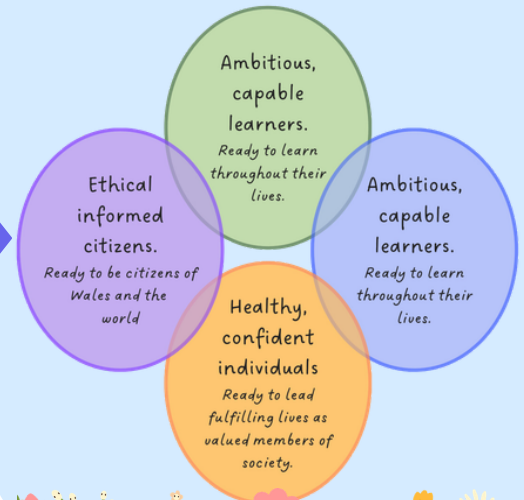 Ambitious,
capable
learners.
Ready to learn
throughout their
lives.
Ethical
informed
citizens.
Ready to be citizens of
Wales and the
world
Ambitious,
capable
learners.
Ready to learn
throughout their
lives.
Healthy,
confident
individuals
Ready to lead
fulfilling lives as
valued members of
society.